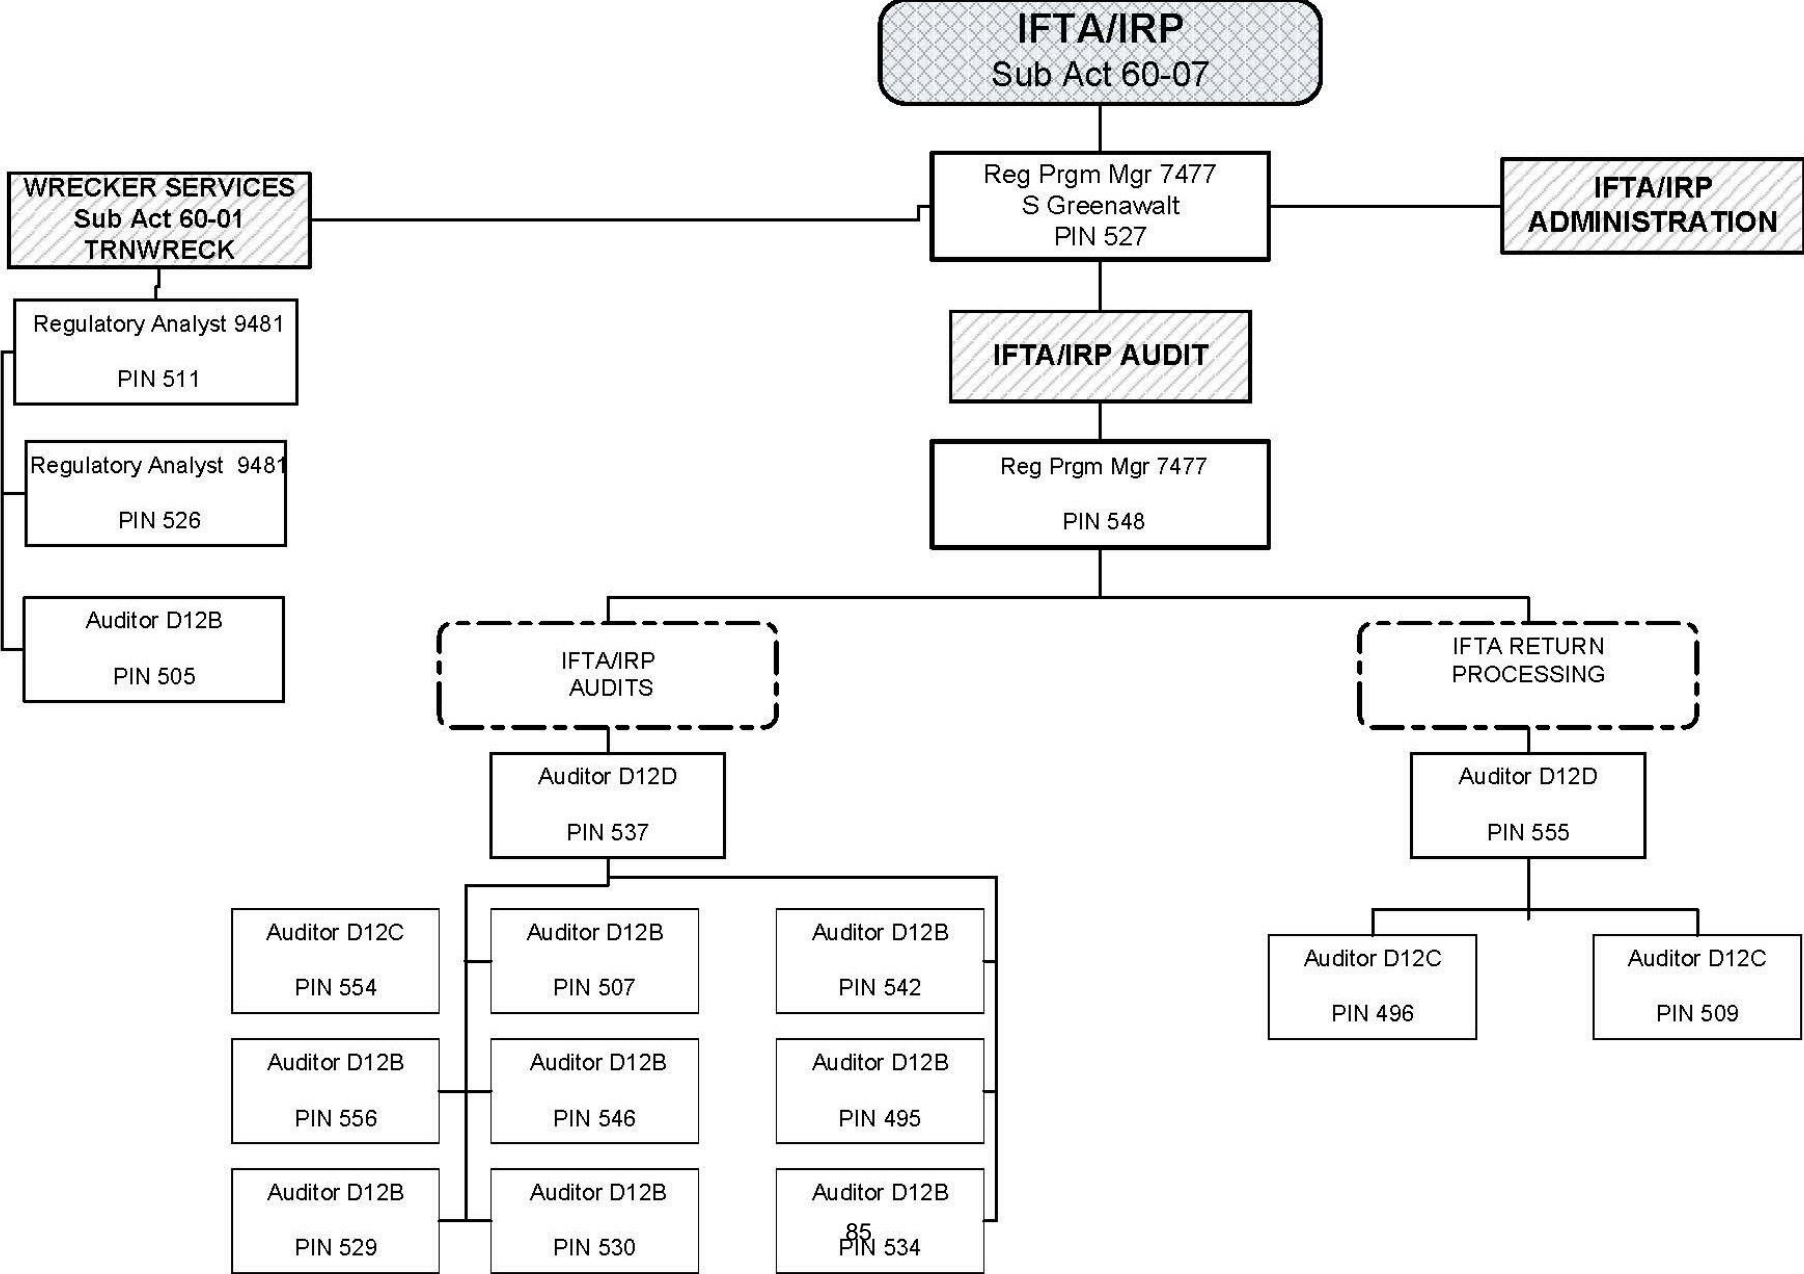 IFTA/IRP
Sub Act 60-07
Reg Prgm Mgr 7477
S Greenawalt
PIN 527
IFTA/IRP
ADMINISTRATION
WRECKER SERVICES
Sub Act 60-01
TRNWRECK
Regulatory Analyst 9481
PIN 511
Regulatory Analyst 9481
PIN 526
Auditor D12B
PIN 505
IFTA/IRP AUDIT
Reg Prgm Mgr 7477
PIN 548
IFTA/IRP
AUDITS
Auditor D12D
PIN 537
Auditor D12C
PIN 554
Auditor D12B
PIN 507
Auditor D12B
PIN 542
Auditor D12B
PIN 556
Auditor D12B
PIN 546
Auditor D12B
PIN 495
Auditor D12B
PIN 529
Auditor D12B
PIN 530
Auditor D12B
85
PIN 534
IFTA RETURN
PROCESSING
Auditor D12D
PIN 555
Auditor D12C
PIN 496
Auditor D12C
PIN 509